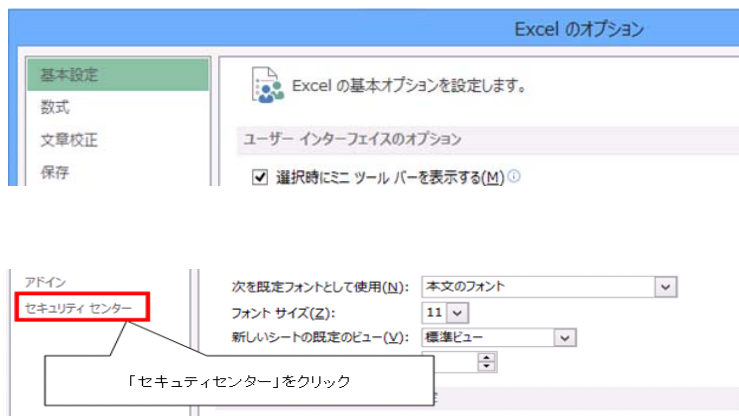 Excel のオプション
基本設定
数式
文章校正
保存
Excel の基本オプションを設定します。
ユーザー インターフェイスのオプション
選択時にミニ ツール バーを表示する(M)
アドイン
セキュリティ センター
次を既定フォントとして使用(N): 本文のフォント
フォント サイズ(Z): 11
新しいシートの既定のビュー(V): 標準ビュー
「セキュティセンター」をクリック